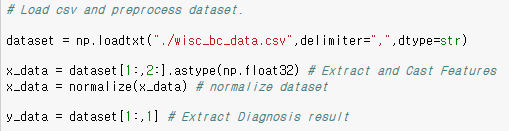 # Load csv and preprocess dataset.
dataset = np.loadtxt("./wisc_bc_data.csv",delimiter=",",dtype=str)
x_data = dataset[1:,2:].astype(np.float32) # Extract and Cast Features
x_data = normalize(x_data) # normalize dataset
y_data = dataset[1:,1] # Extract Diagnosis result